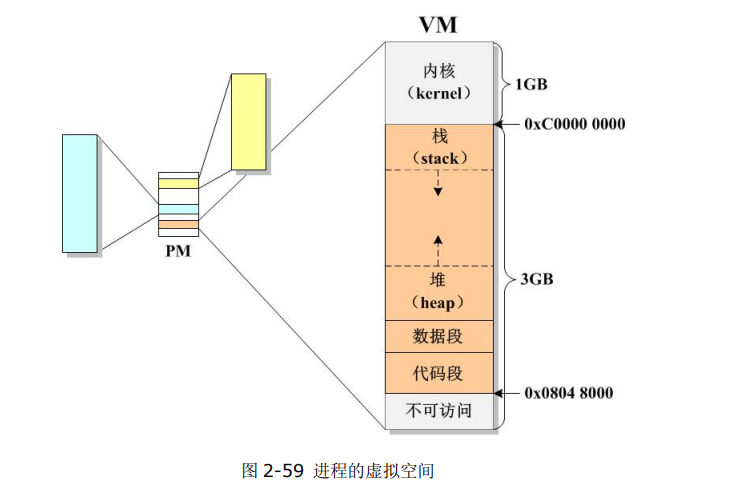 VM
内核
（kernel）
1GB
0xC0000 0000
栈
（stack）
PM
3GB
堆
（heap）
数据段
代码段
0x0804 8000
不可访问
图 2-59 进程的虚拟空间